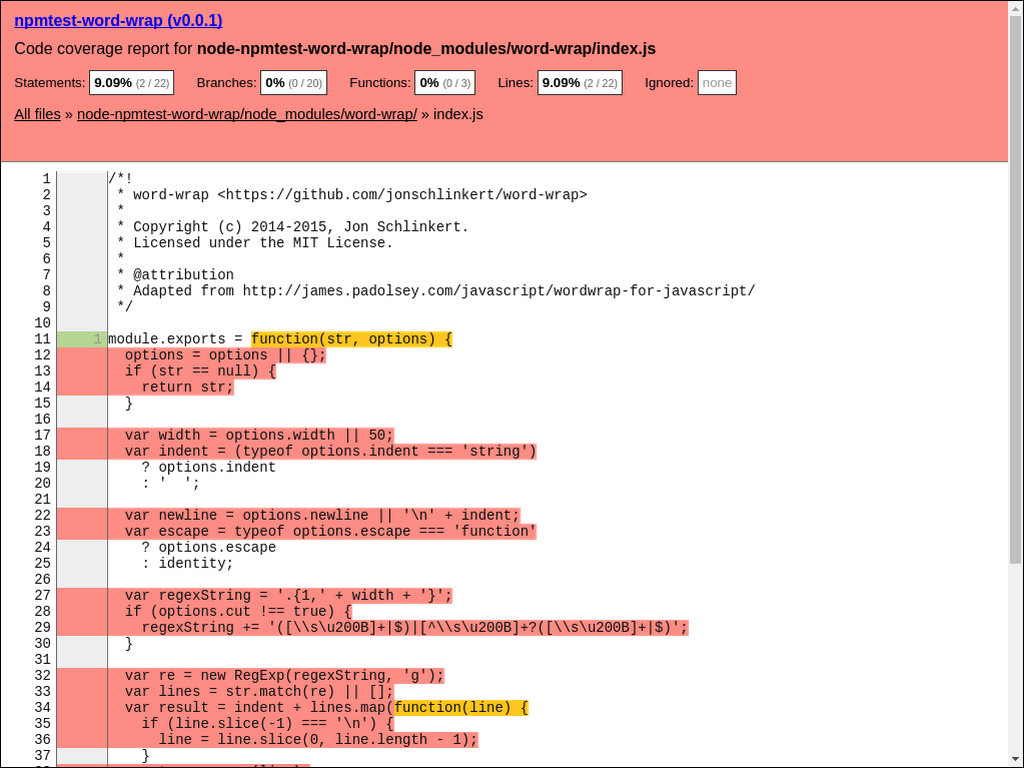 npmtest-word-wrap (v0.0.1)
Code coverage report for node-npmtest-word-wrap/node_modules/word-wrap/index.js
Statements: 9.09% (2 / 22) Branches: 0% (0 / 20) Functions: 0% (0 / 3) Lines: 9.09% (2 / 22) Ignored: none
All files » node-npmtest-word-wrap/node_modules/word-wrap/ » index.js
1 /*!
2  * word-wrap <https://github.com/jonschlinkert/word-wrap>
3  *
4  * Copyright (c) 2014-2015, Jon Schlinkert.
5  * Licensed under the MIT License.
6  *
7  * @attribution
8  * Adapted from http://james.padolsey.com/javascript/wordwrap-for-javascript/
9  */
10
11 1 module.exports = function(str, options) {
12   options = options || {};
13   if (str == null) {
14     return str;
15   }
16
17   var width = options.width || 50;
18   var indent = (typeof options.indent === 'string')
19     ? options.indent
20     : '  ';
21
22   var newline = options.newline || '\n' + indent;
23   var escape = typeof options.escape === 'function'
24     ? options.escape
25     : identity;
26
27   var regexString = '.{1,' + width + '}';
28   if (options.cut !== true) {
29     regexString += '([\\s\u200B]+|$)|[^\\s\u200B]+?([\\s\u200B]+|$)';
30   }
31
32   var re = new RegExp(regexString, 'g');
33   var lines = str.match(re) || [];
34   var result = indent + lines.map(function(line) {
35     if (line.slice(-1) === '\n') {
36       line = line.slice(0, line.length - 1);
37     }